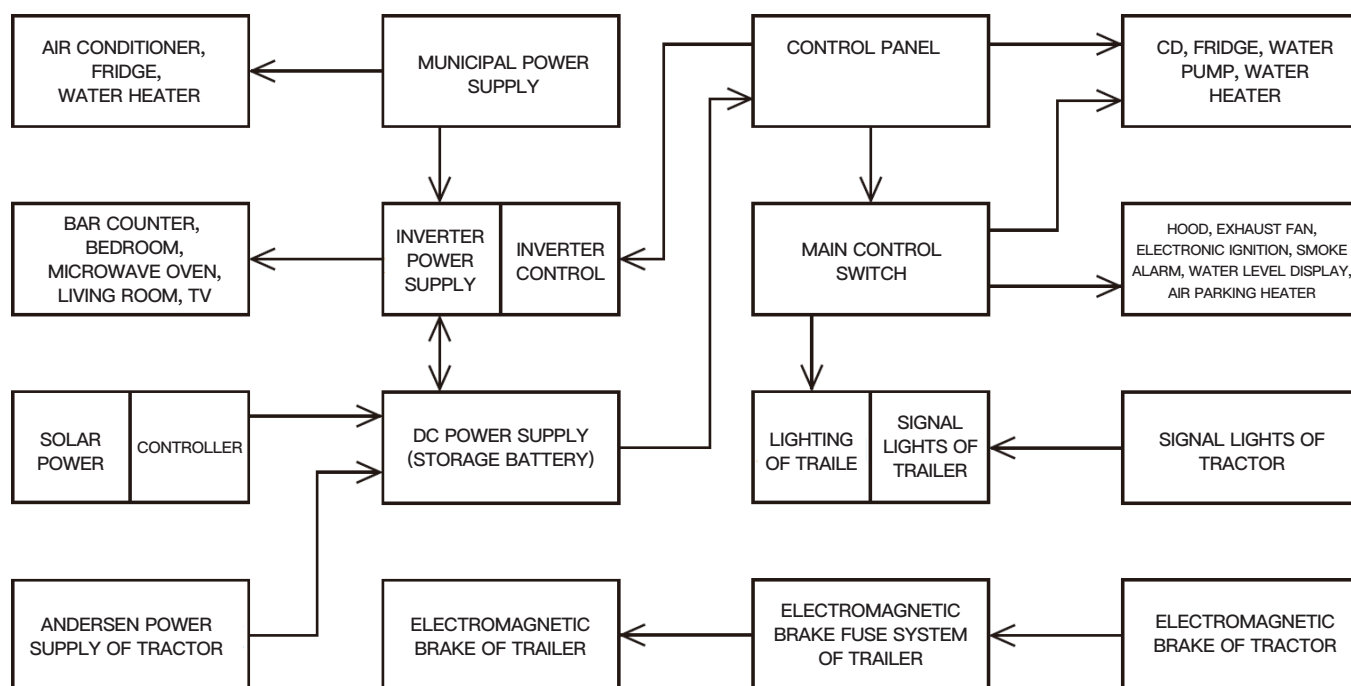 AIR CONDITIONER,
FRIDGE,
WATER HEATER
MUNICIPAL POWER
SUPPLY
CONTROL PANEL
CD, FRIDGE, WATER
PUMP, WATER
HEATER
BAR COUNTER,
BEDROOM,
MICROWAVE OVEN,
LIVING ROOM, TV
INVERTER
POWER
SUPPLY
INVERTER
CONTROL
MAIN CONTROL
SWITCH
HOOD, EXHAUST FAN,
ELECTRONIC IGNITION, SMOKE
ALARM, WATER LEVEL DISPLAY,
AIR PARKING HEATER
SOLAR
POWER
CONTROLLER
DC POWER SUPPLY
(STORAGE BATTERY)
LIGHTING
OF TRAILE
SIGNAL
LIGHTS OF
TRAILER
SIGNAL LIGHTS OF
TRACTOR
ANDERSEN POWER
SUPPLY OF TRACTOR
ELECTROMAGNETIC
BRAKE OF TRAILER
ELECTROMAGNETIC
BRAKE FUSE SYSTEM
OF TRAILER
ELECTROMAGNETIC
BRAKE OF TRACTOR